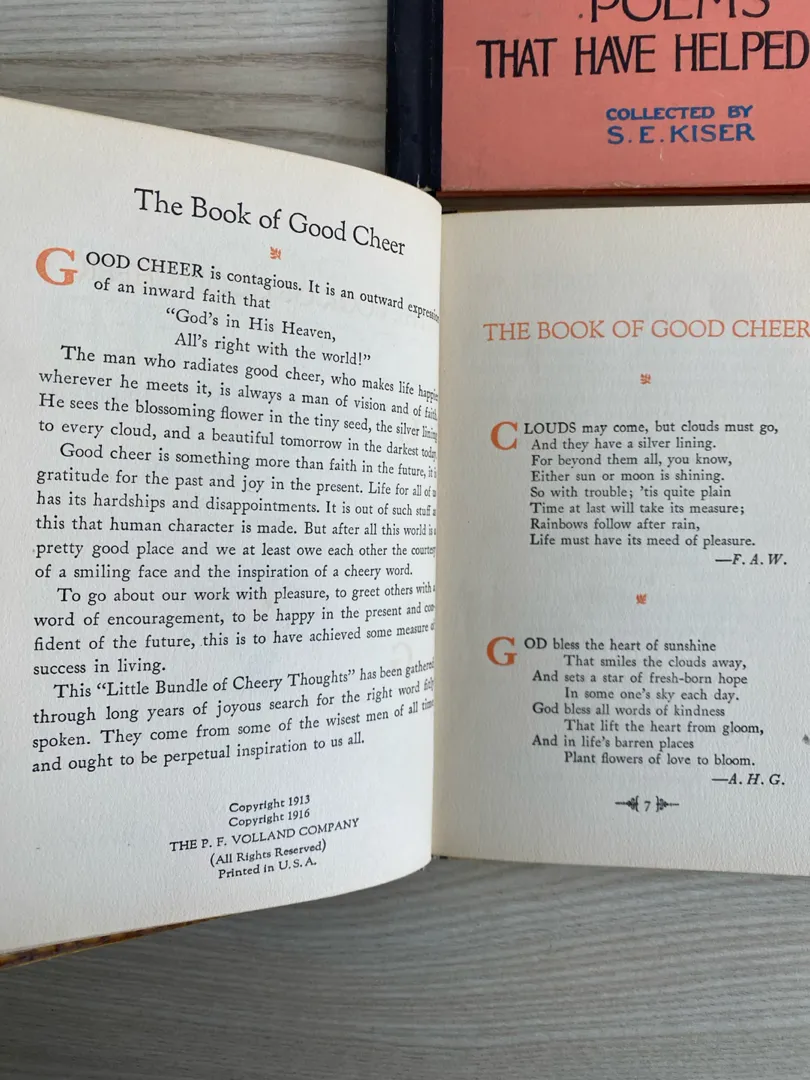 POEMS
THAT HAVE HELPED
COLLECTED BY
S. E. KISER
The Book of Good Cheer
GOOD CHEER is contagious. It is an outward expressi
of an inward faith that
“God's in His Heaven,
All's right with the world!”
The man who radiates good cheer, who makes life happie
wherever he meets it, is always a man of vision and of faith.
He sees the blossoming flower in the tiny seed, the silver lining
to every cloud, and a beautiful tomorrow in the darkest today.
Good cheer is something more than faith in the future, it is
gratitude for the past and joy in the present. Life for all of u
has its hardships and disappointments. It is out of such stuff a
this that human character is made. But after all this world is a
pretty good place and we at least owe each other the courtesy
of a smiling face and the inspiration of a cheery word.
To go about our work with pleasure, to greet others with a
word of encouragement, to be happy in the present and con-
fident of the future, this is to have achieved some measure of
success in living.
This “Little Bundle of Cheery Thoughts” has been gathered
through long years of joyous search for the right word fitly
spoken. They come from some of the wisest men of all time
and ought to be perpetual inspiration to us all.
Copyright 1913
Copyright 1916
THE P. F. VOLLAND COMPANY
(All Rights Reserved)
Printed in U. S. A.
THE BOOK OF GOOD CHEER
CLOUDS may come, but clouds must go,
And they have a silver lining.
For beyond them all, you know,
Either sun or moon is shining.
So with trouble; 'tis quite plain
Time at last will take its measure;
Rainbows follow after rain,
Life must have its meed of pleasure.
—F. A. W.
GOD bless the heart of sunshine
That smiles the clouds away,
And sets a star of fresh-born hope
In some one's sky each day.
God bless all words of kindness
That lift the heart from gloom,
And in life's barren places
Plant flowers of love to bloom.
—A. H. G.
7